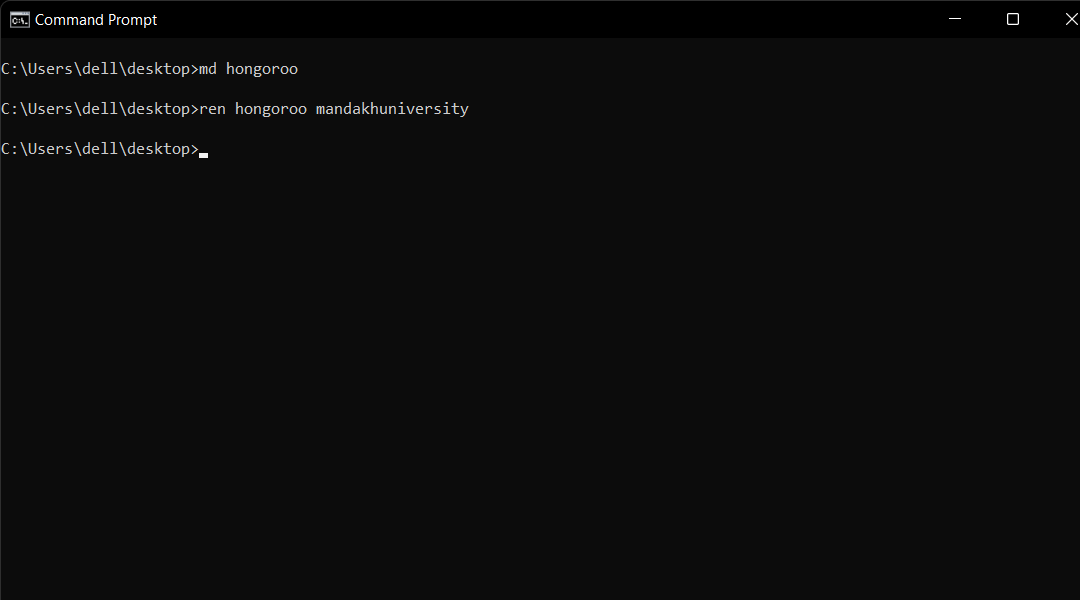 Command Prompt
C:\Users\dell\desktop>md hongoroo
C:\Users\dell\desktop>ren hongoroo mandakhuniversity
C:\Users\dell\desktop>